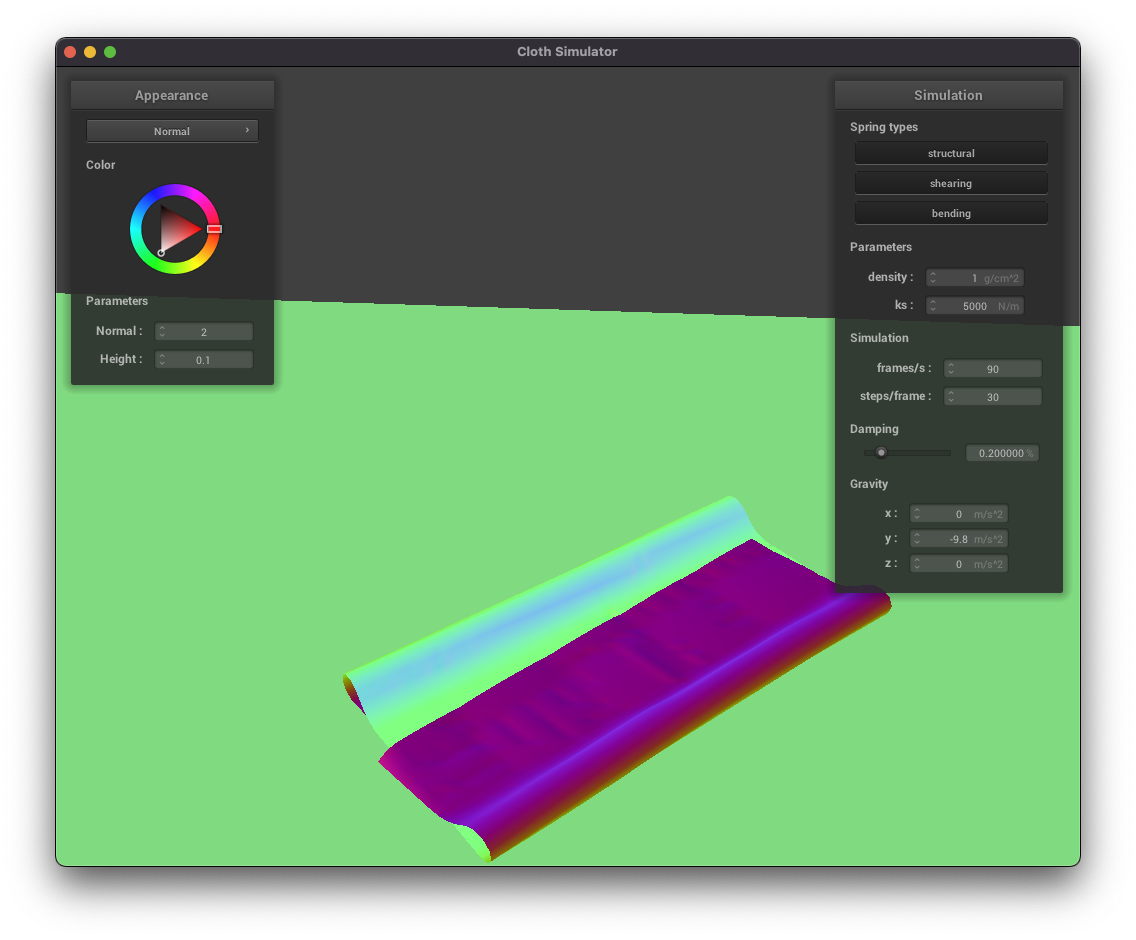 Cloth Simulator
Appearance
Normal ›
Color
Parameters
Normal : 2
Height : 0.1
Simulation
Spring types
structural
shearing
bending
Parameters
density : 1 g/cm^2
ks : 5000 N/m
Simulation
frames/s : 90
steps/frame : 30
Damping
0.200000 %
Gravity
x : 0 m/s^2
y : -9.8 m/s^2
z : 0 m/s^2